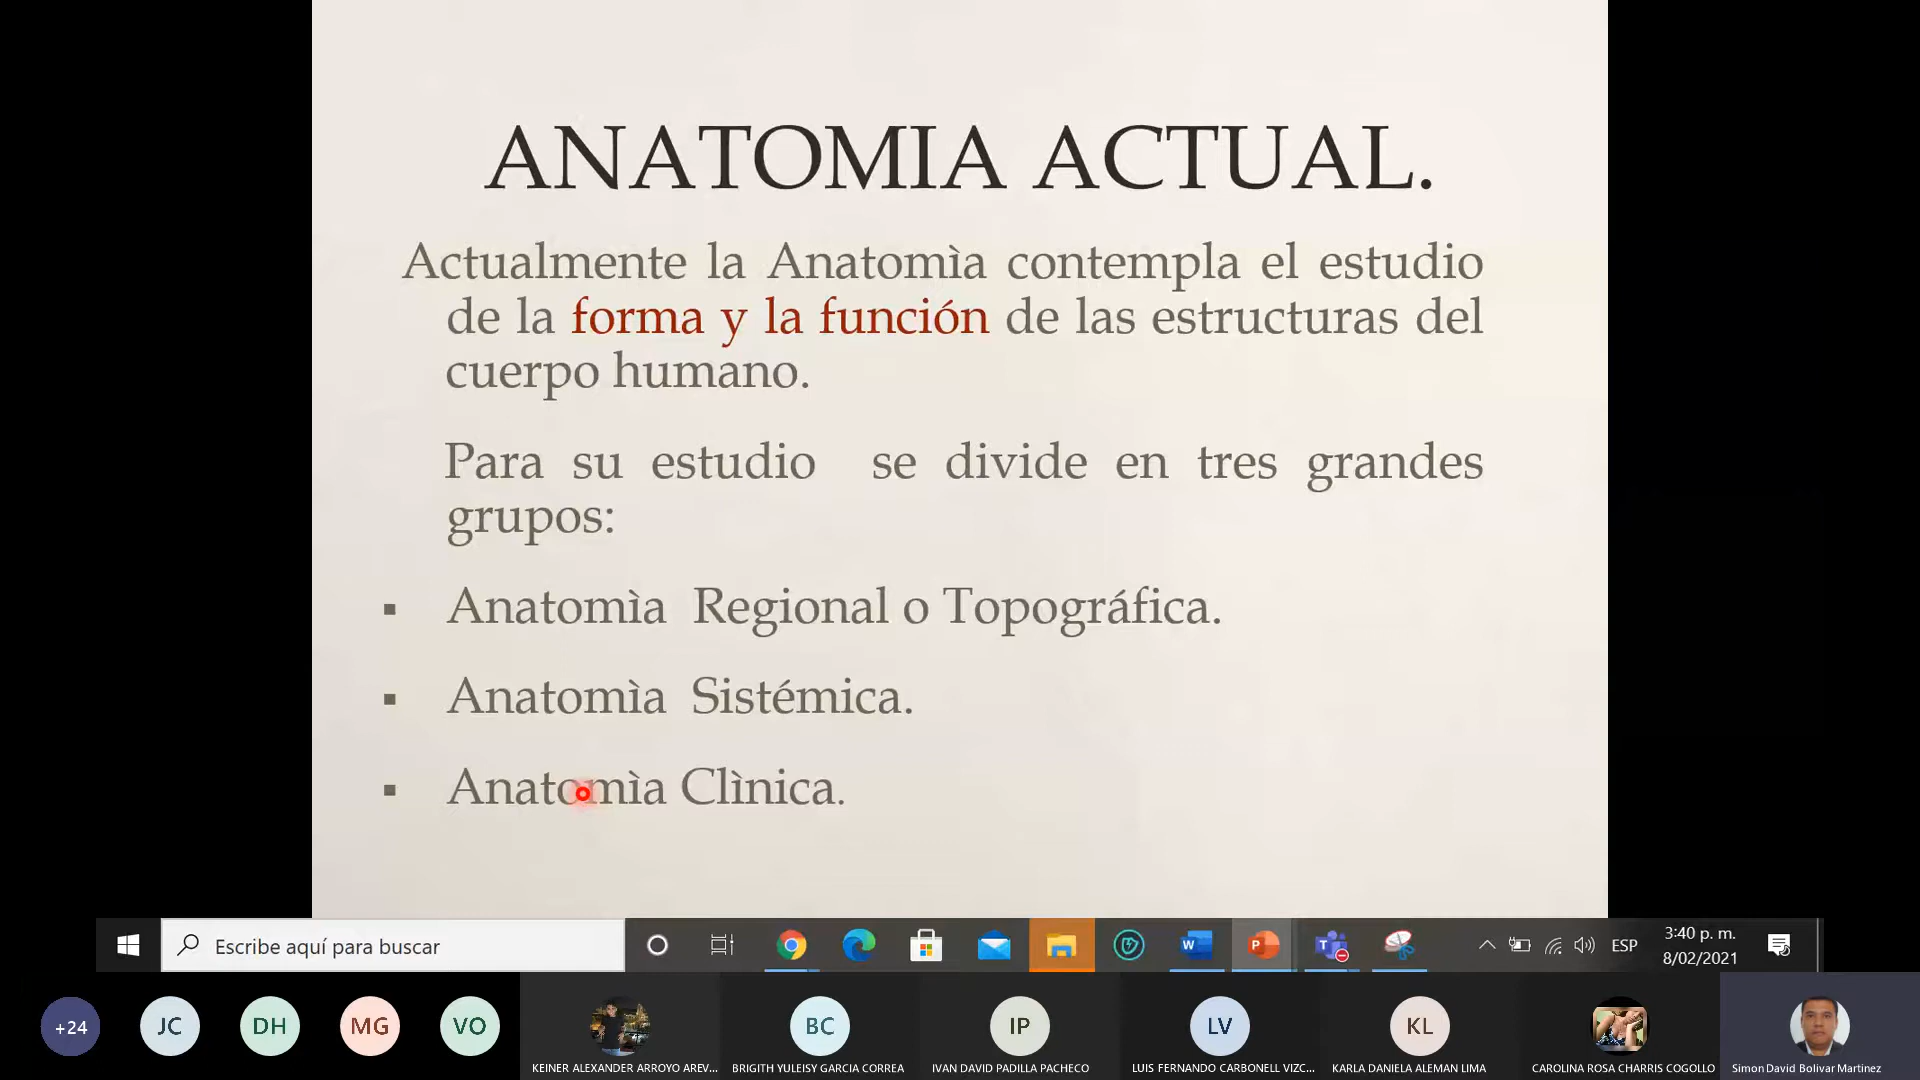 ANATOMIA ACTUAL.
Actualmente la Anatomìa contempla el estudio
de la forma y la función de las estructuras del
cuerpo humano.
Para su estudio se divide en tres grandes
grupos:
▪ Anatomìa Regional o Topográfica.
▪ Anatomìa Sistémica.
▪ Anatomìa Clìnica.
Escribe aquí para buscar
ESP
3:40 p. m.
8/02/2021
+24
JC
DH
MG
VO
BC
IP
LV
KL
KEINER ALEXANDER ARROYO AREV...
BRIGITH YULEISY GARCIA CORREA
IVAN DAVID PADILLA PACHECO
LUIS FERNANDO CARBONELL VIZC...
KARLA DANIELA ALEMAN LIMA
CAROLINA ROSA CHARRIS COGOLLO
Simon David Bolivar Martinez